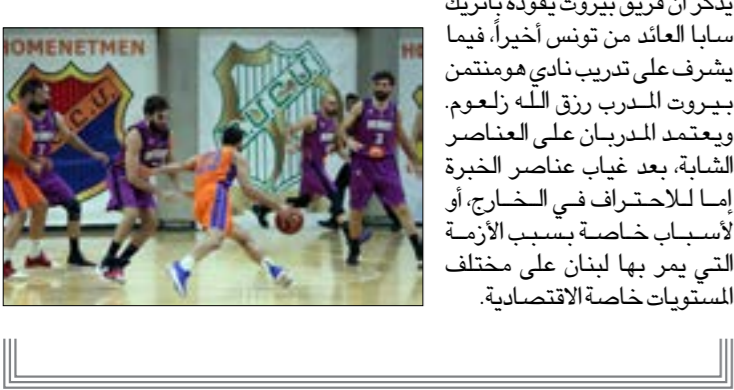 يذكر أن فريق بيروت يقوده باتريك
سابا العائد من تونس أخيراً، فيما
يشرف على تدريب نادي هومنتمن
بيروت المدرب رزق الله زلعوم.
ويعتمد المدربان على العناصر
الشابة، بعد غياب عناصر الخبرة
إما للاحتراف في الخارج، أو
لأسباب خاصة بسبب الأزمة
التي يمر بها لبنان على مختلف
المستويات خاصة الاقتصادية.
HOMENETMEN
HO
C.U.
U.C.U